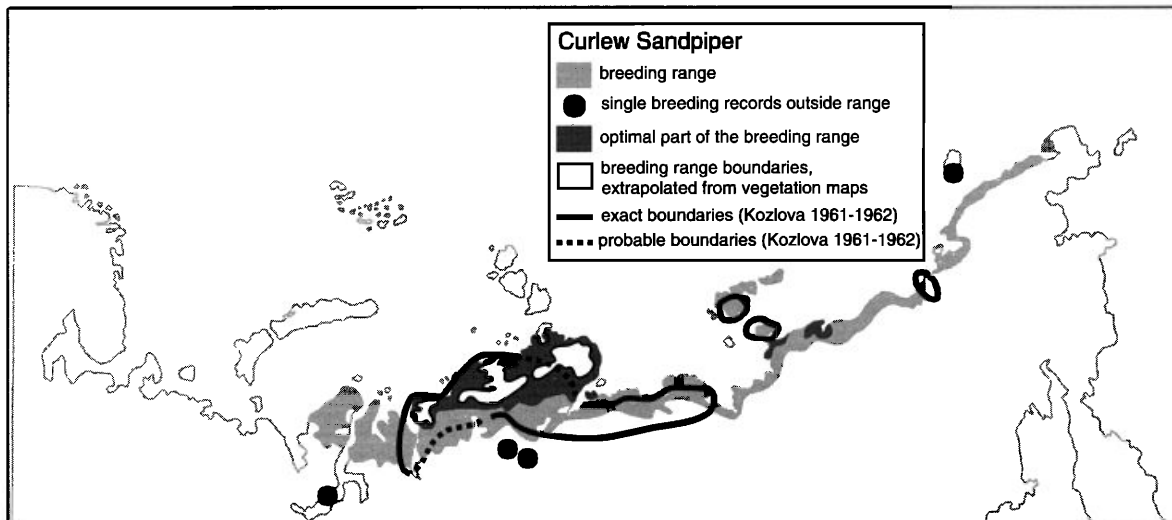 Curlew Sandpiper
breeding range
single breeding records outside range
optimal part of the breeding range
breeding range boundaries,
extrapolated from vegetation maps
exact boundaries (Kozlova 1961-1962)
probable boundaries (Kozlova 1961-1962)